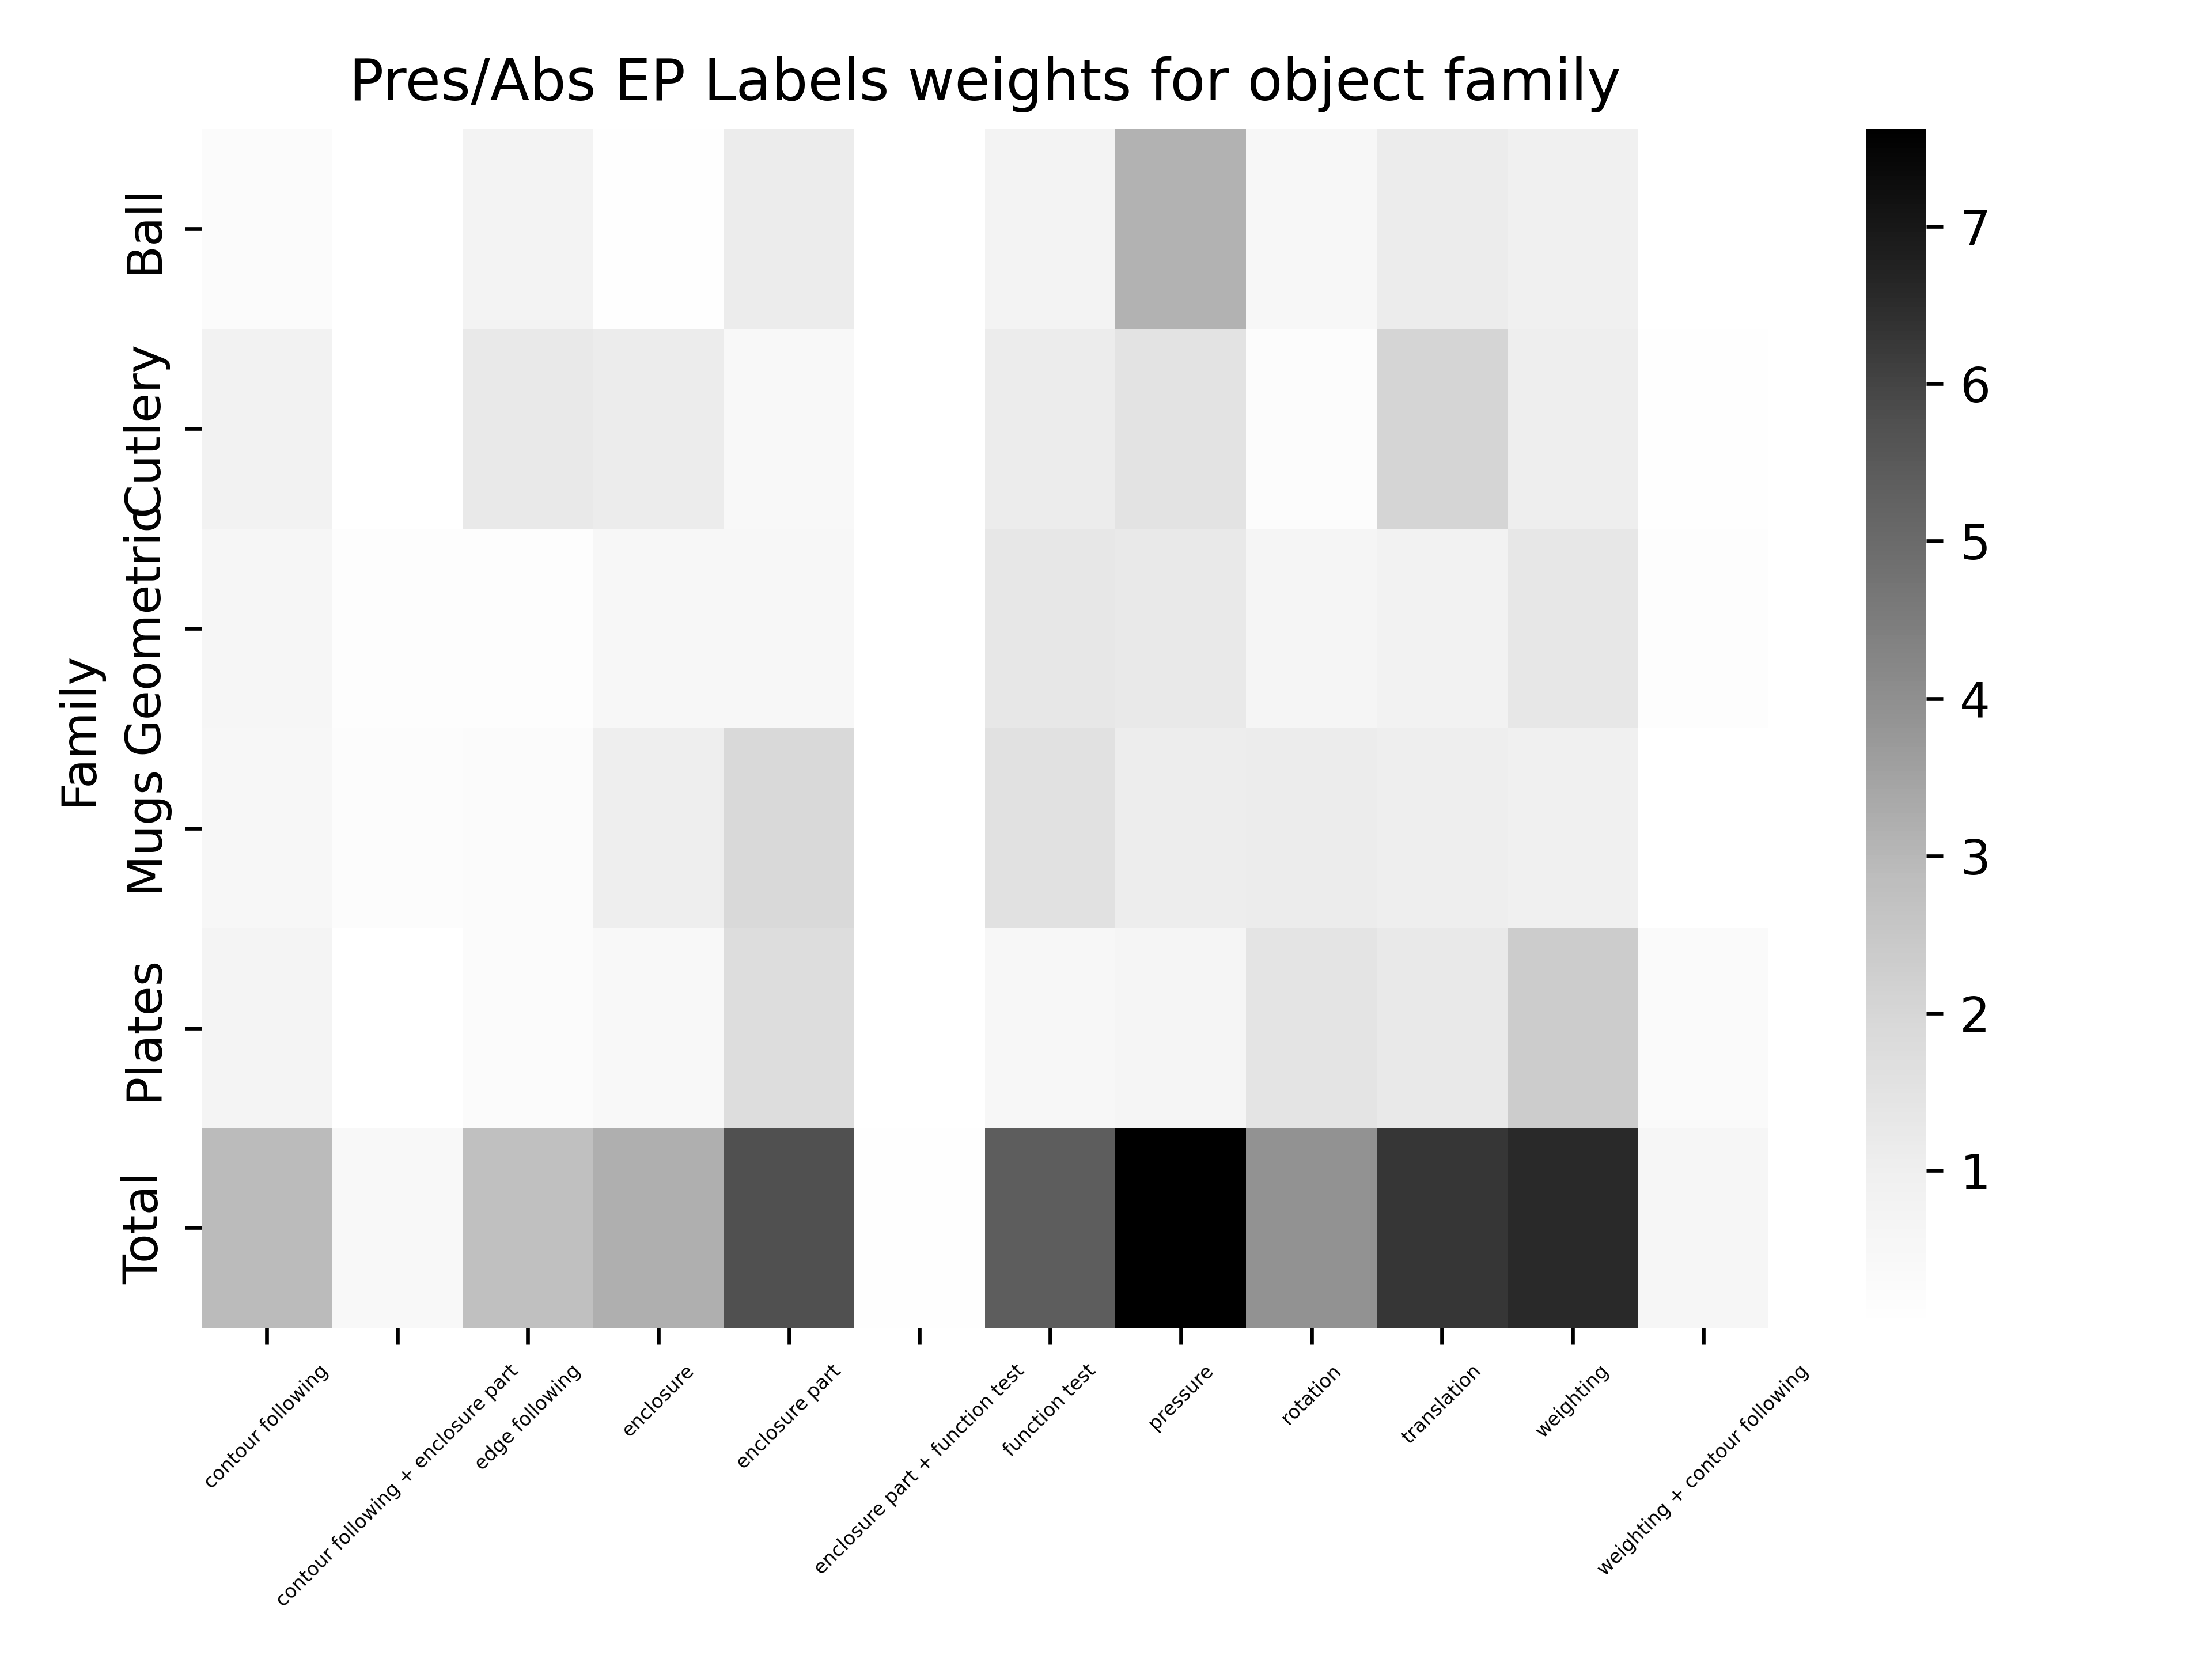 Pres/Abs EP Labels weights for object family
Family
Ball
Cutlery
Geometric
Mugs
Plates
Total
contour following
contour following + enclosure part
edge following
enclosure
enclosure part
enclosure part + function test
function test
pressure
rotation
translation
weighting
weighting + contour following
7
6
5
4
3
2
1